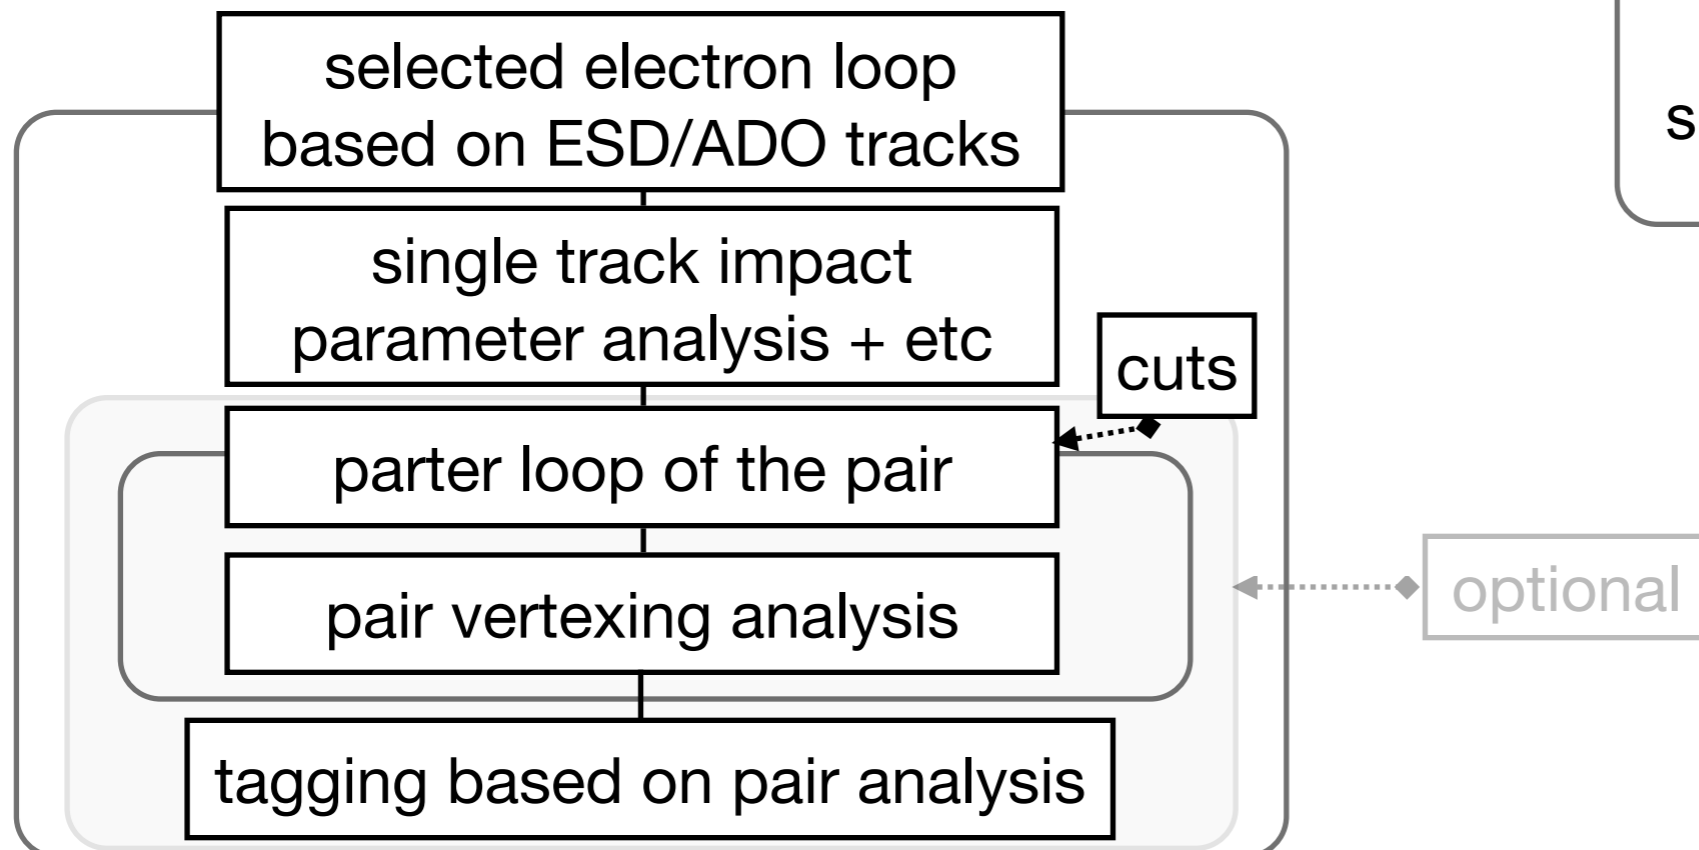 selected electron loop
based on ESD/ADO tracks
s
single track impact
parameter analysis + etc
cuts
parter loop of the pair
pair vertexing analysis
optional
tagging based on pair analysis